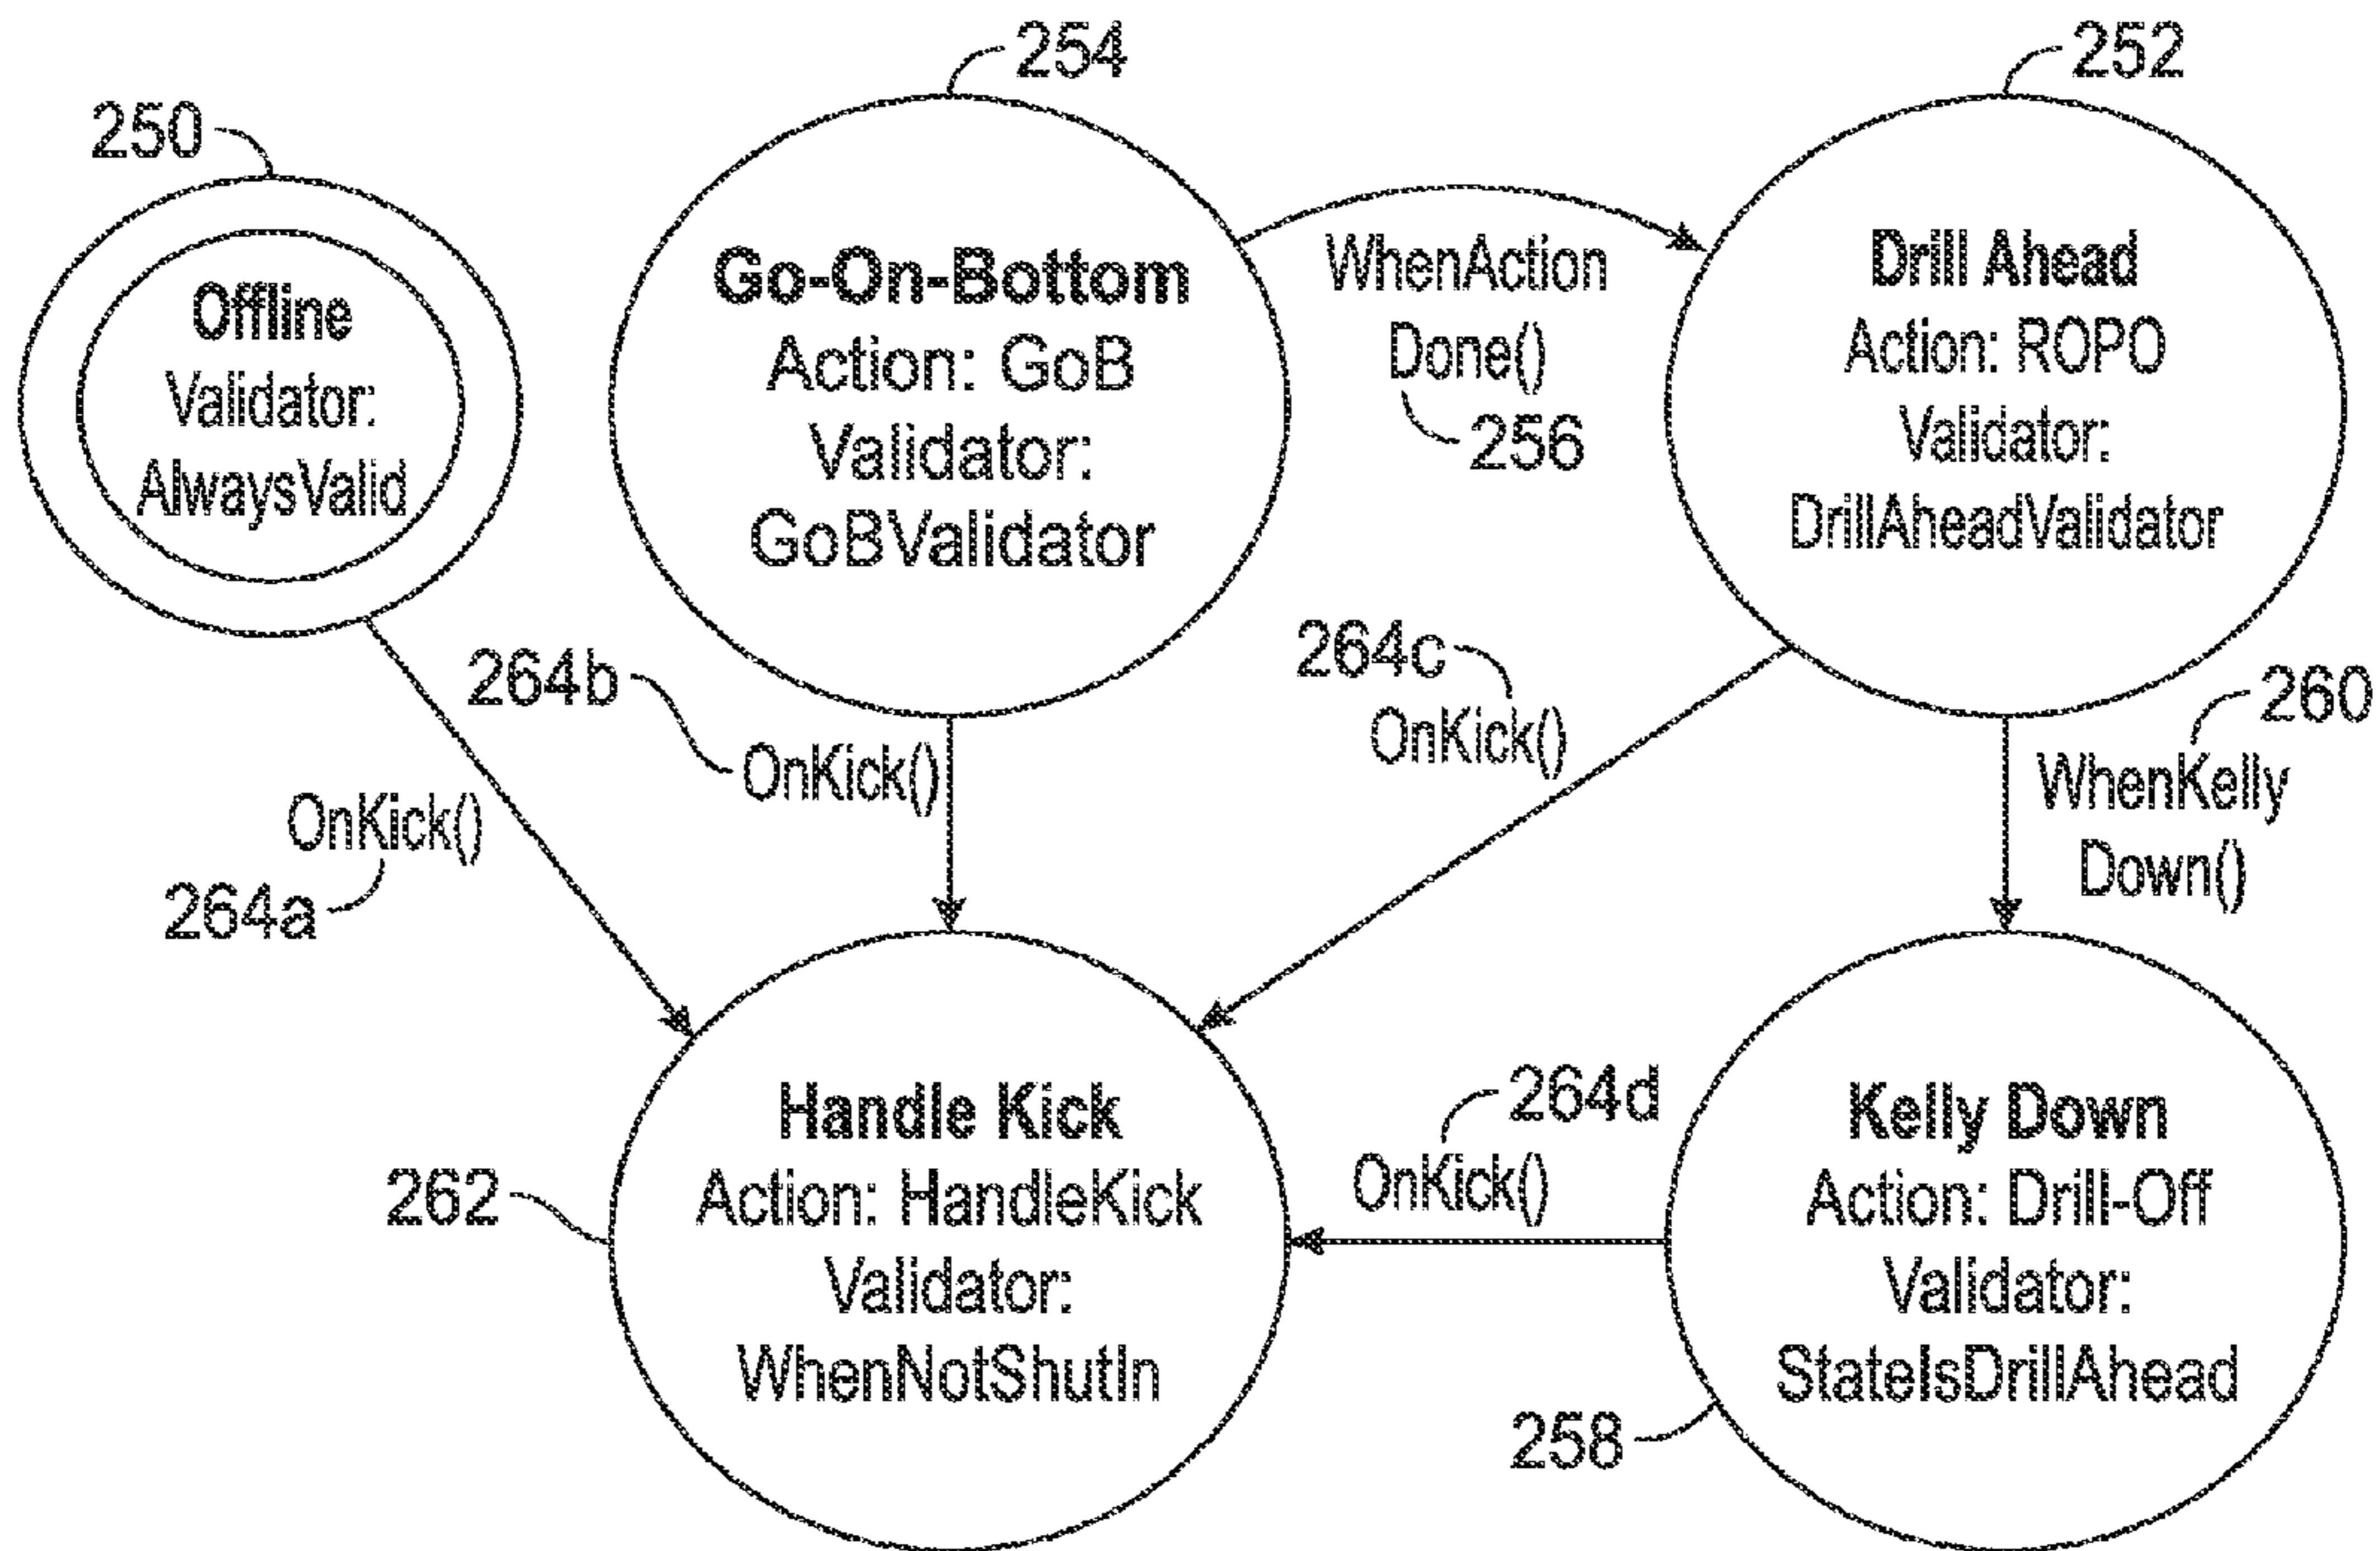 254
252
250
Offline
Validator:
AlwaysValid
Go-On-Bottom
Action: GoB
Validator:
GoBValidator
WhenAction
Done()
256
Drill Ahead
Action: ROPO
Validator:
DrillAheadValidator
264b
OnKick()
264c
OnKick()
260
WhenKelly
Down()
OnKick()
264a
Handle Kick
Action: HandleKick
Validator:
WhenNotShutIn
262
264d
OnKick()
Kelly Down
Action: Drill-Off
Validator:
StateIsDrillAhead
258